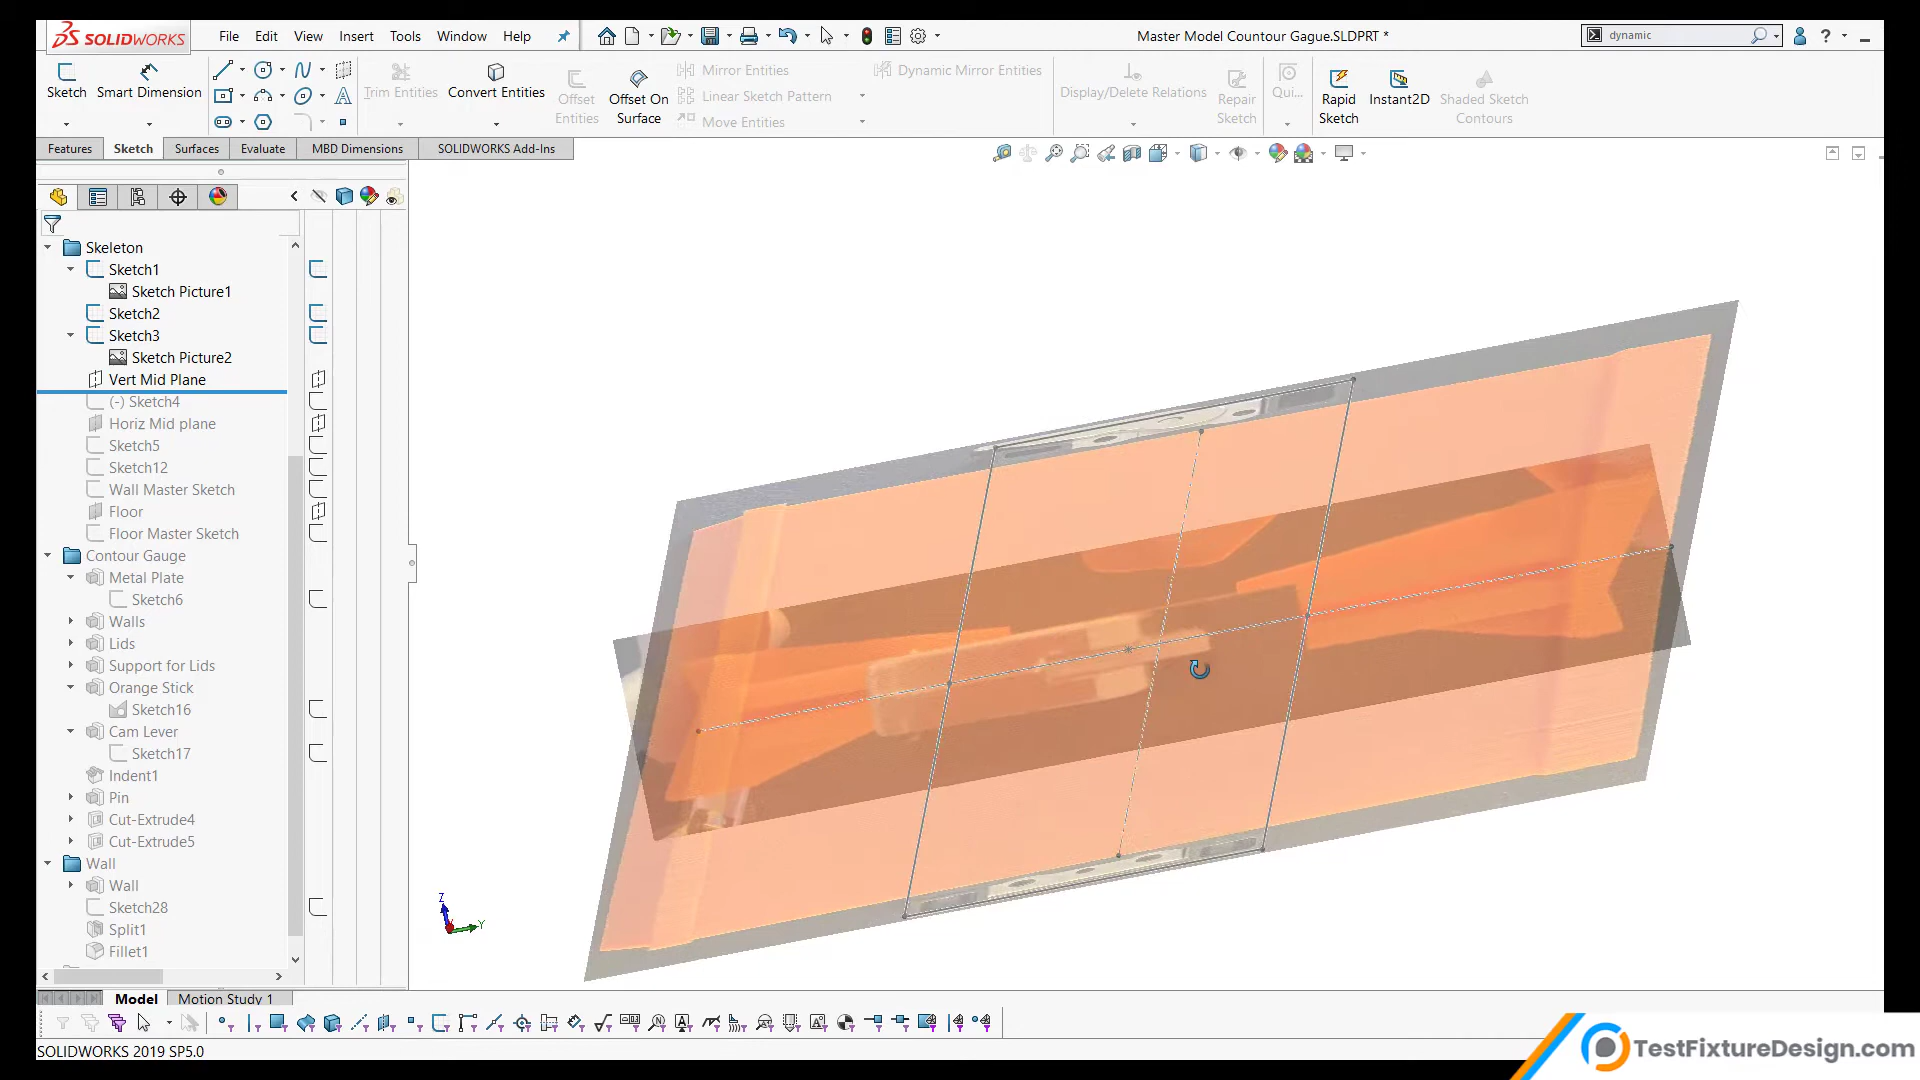 SOLIDWORKS File Edit View Insert Tools Window Help Master Model Countour Gague.SLDPRT * dynamic ?
Sketch Smart Dimension Trim Entities Convert Entities Offset Entities Offset On Surface Mirror Entities Dynamic Mirror Entities Display/Delete Relations Repair Sketch Qui... Rapid Sketch Instant2D Shaded Sketch Contours
Linear Sketch Pattern
Move Entities
Features Sketch Surfaces Evaluate MBD Dimensions SOLIDWORKS Add-Ins
Skeleton
Sketch1
Sketch Picture1
Sketch2
Sketch3
Sketch Picture2
Vert Mid Plane
(-) Sketch4
Horiz Mid plane
Sketch5
Sketch12
Wall Master Sketch
Floor
Floor Master Sketch
Contour Gauge
Metal Plate
Sketch6
Walls
Lids
Support for Lids
Orange Stick
Sketch16
Cam Lever
Sketch17
Indent1
Pin
Cut-Extrude4
Cut-Extrude5
Wall
Wall
Sketch28
Split1
Fillet1
Z
Y
Model Motion Study 1
SOLIDWORKS 2019 SP5.0
TestFixtureDesign.com